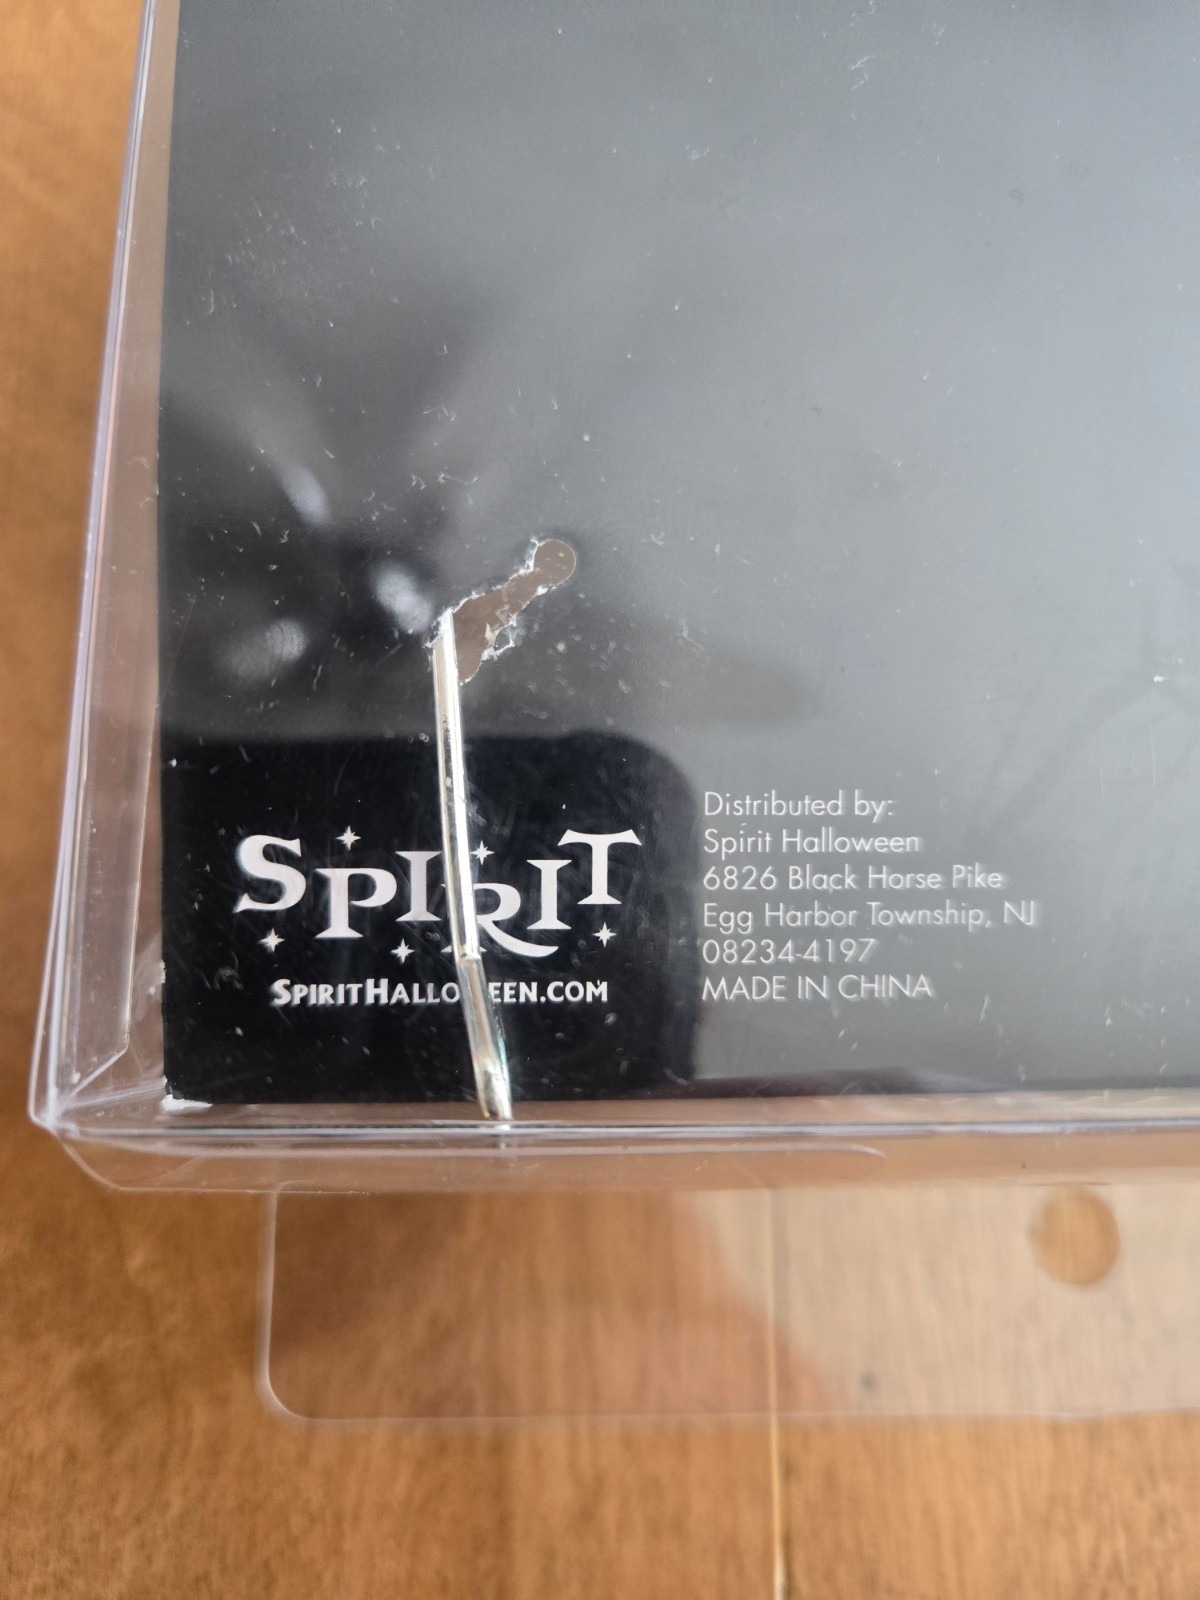 SPIRIT
SPIRITHALLOWEEN.COM
Distributed by:
Spirit Halloween
6826 Black Horse Pike
Egg Harbor Township, NJ
08234-4197
MADE IN CHINA